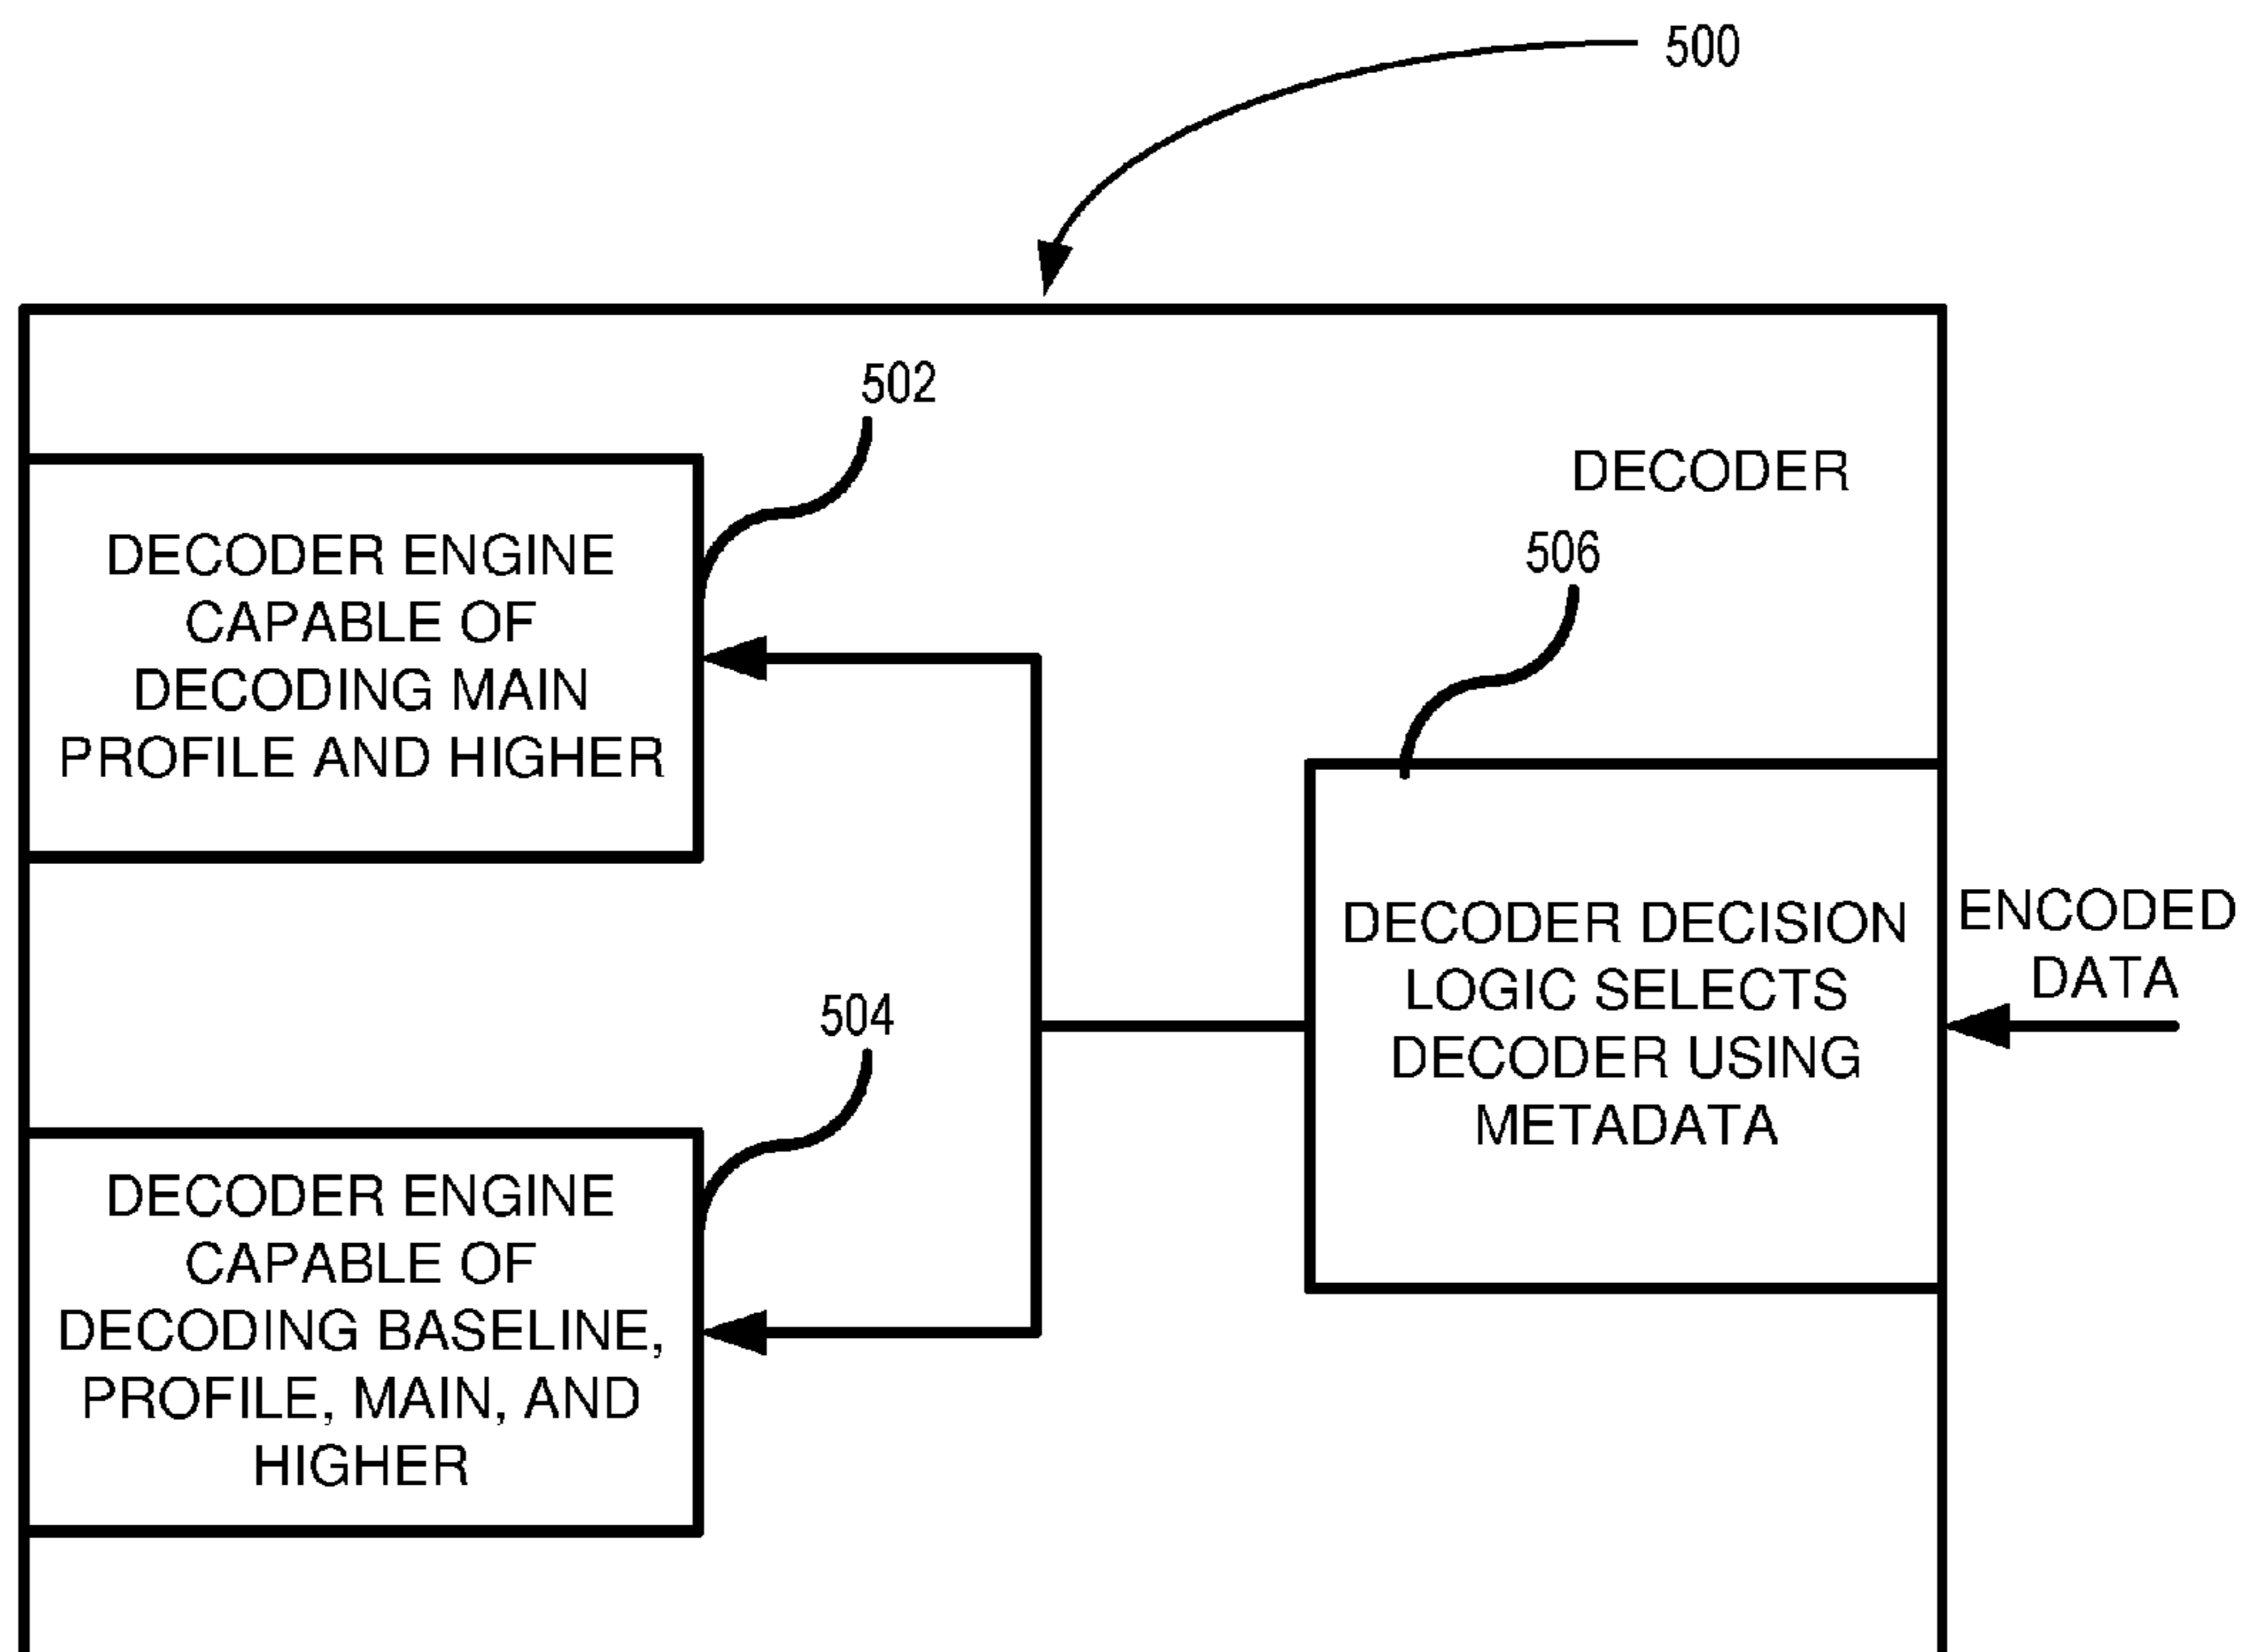 500
502
DECODER
506
DECODER ENGINE
CAPABLE OF
DECODING MAIN
PROFILE AND HIGHER
DECODER DECISION
LOGIC SELECTS
DECODER USING
METADATA
ENCODED
DATA
504
DECODER ENGINE
CAPABLE OF
DECODING BASELINE,
PROFILE, MAIN, AND
HIGHER